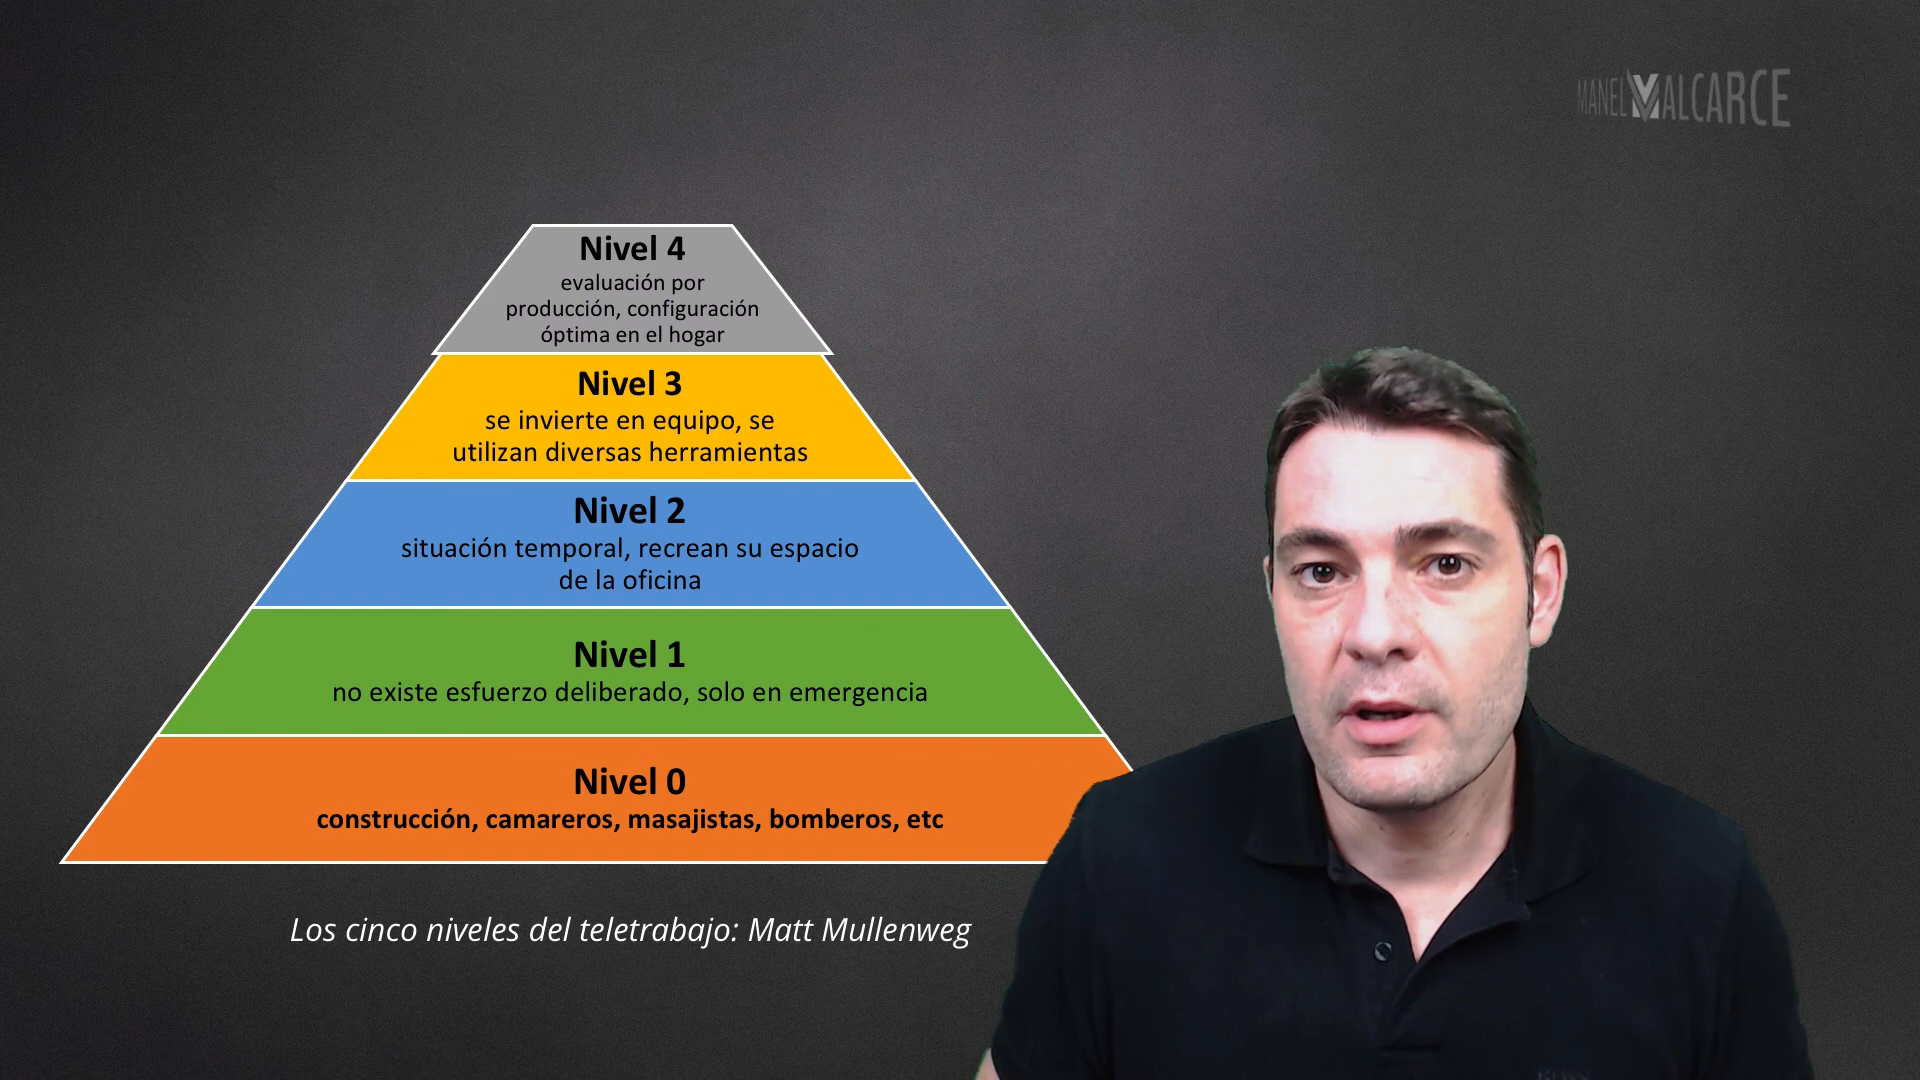 MANEL VALCARCE
Nivel 4
evaluación por
producción, configuración
óptima en el hogar
Nivel 3
se invierte en equipo, se
utilizan diversas herramientas
Nivel 2
situación temporal, recrean su espacio
de la oficina
Nivel 1
no existe esfuerzo deliberado, solo en emergencia
Nivel 0
construcción, camareros, masajistas, bomberos, etc
Los cinco niveles del teletrabajo: Matt Mullenweg